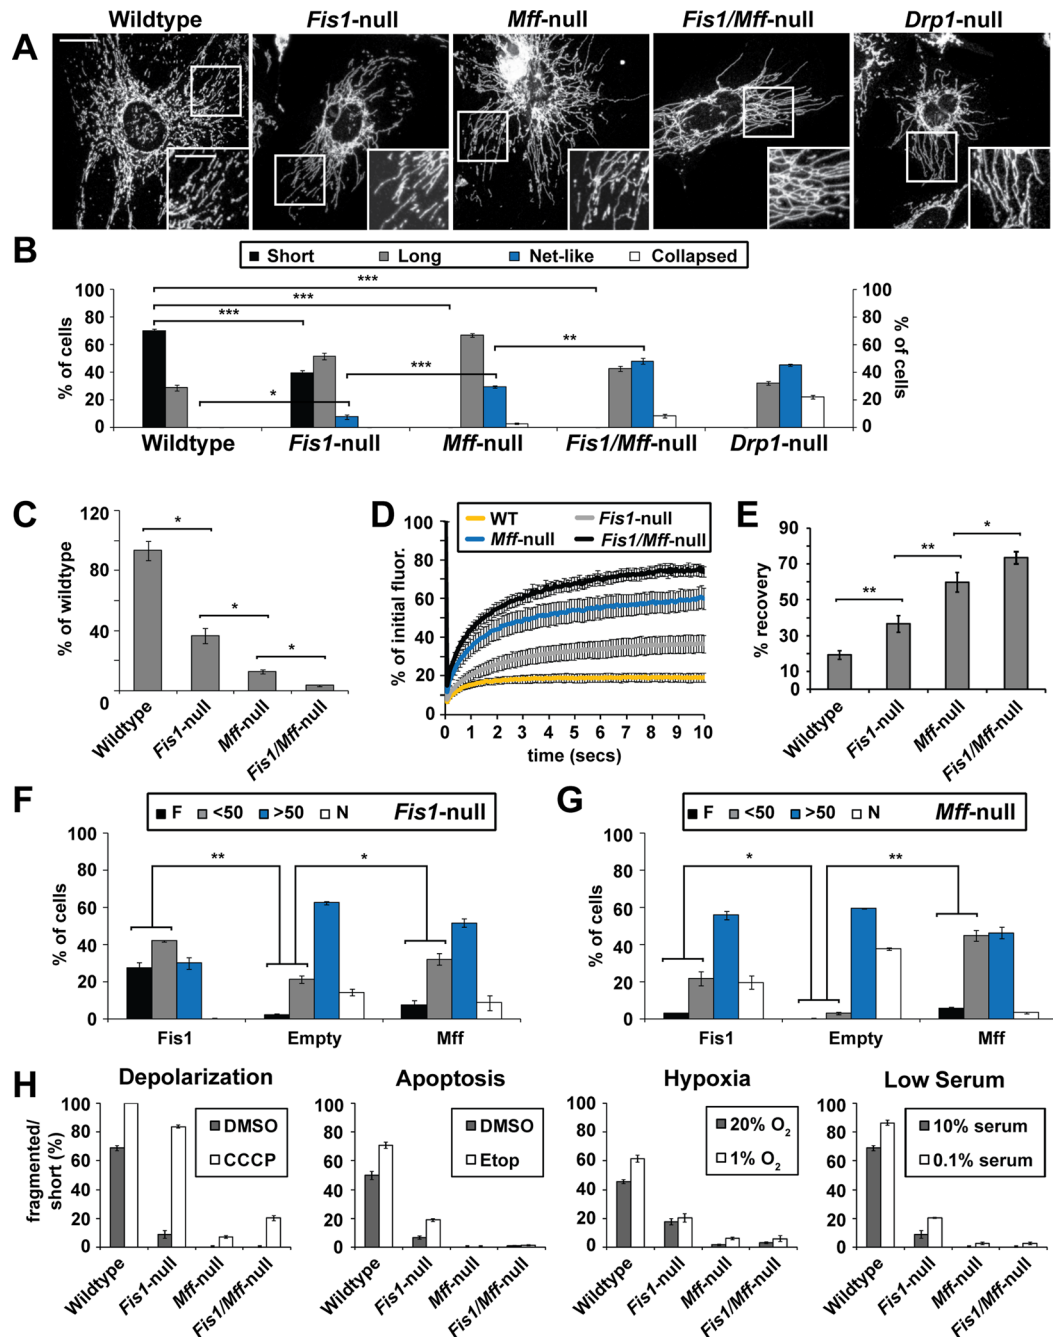 Wildtype Fis1-null Mff-null Fis1/Mff-null Drp1-null
A
B
Short Long Net-like Collapsed
*** 
***
***
**
***
*
% of cells
100
80
60
40
20
0
100
80
60
40
20
0
% of cells
Wildtype Fis1-null Mff-null Fis1/Mff-null Drp1-null
C
% of wildtype
120
80
40
0
*
*
*
Wildtype Fis1-null Mff-null Fis1/Mff-null
D
WT Fis1-null
Mff-null Fis1/Mff-null
% of initial fluor.
100
80
60
40
20
0
0 1 2 3 4 5 6 7 8 9 10
time (secs)
E
% recovery
90
70
50
30
10
0
**
**
*
Wildtype Fis1-null Mff-null Fis1/Mff-null
F
F <50 >50 N Fis1-null
% of cells
100
80
60
40
20
0
** *
Fis1 Empty Mff
G
F <50 >50 N Mff-null
% of cells
100
80
60
40
20
0
* **
Fis1 Empty Mff
H
Depolarization
fragmented/
short (%)
100
80
60
40
20
0
DMSO
CCCP
Wildtype Fis1-null Mff-null Fis1/Mff-null
Apoptosis
100
80
60
40
20
0
DMSO
Etop
Wildtype Fis1-null Mff-null Fis1/Mff-null
Hypoxia
100
80
60
40
20
0
20% O2
1% O2
Wildtype Fis1-null Mff-null Fis1/Mff-null
Low Serum
100
80
60
40
20
0
10% serum
0.1% serum
Wildtype Fis1-null Mff-null Fis1/Mff-null